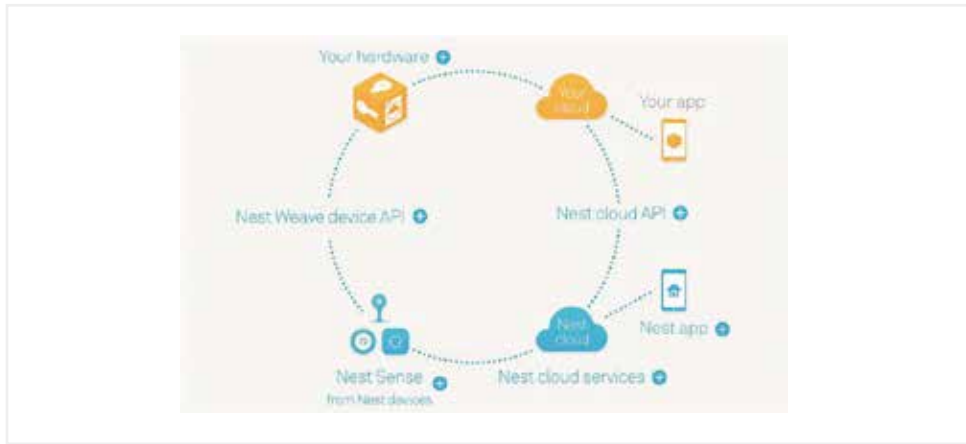 Your hardware
Your
cloud
Your app
Nest Weave device API
Nest cloud API
Nest
cloud
Nest app
Nest Sense
from Nest devices
Nest cloud services